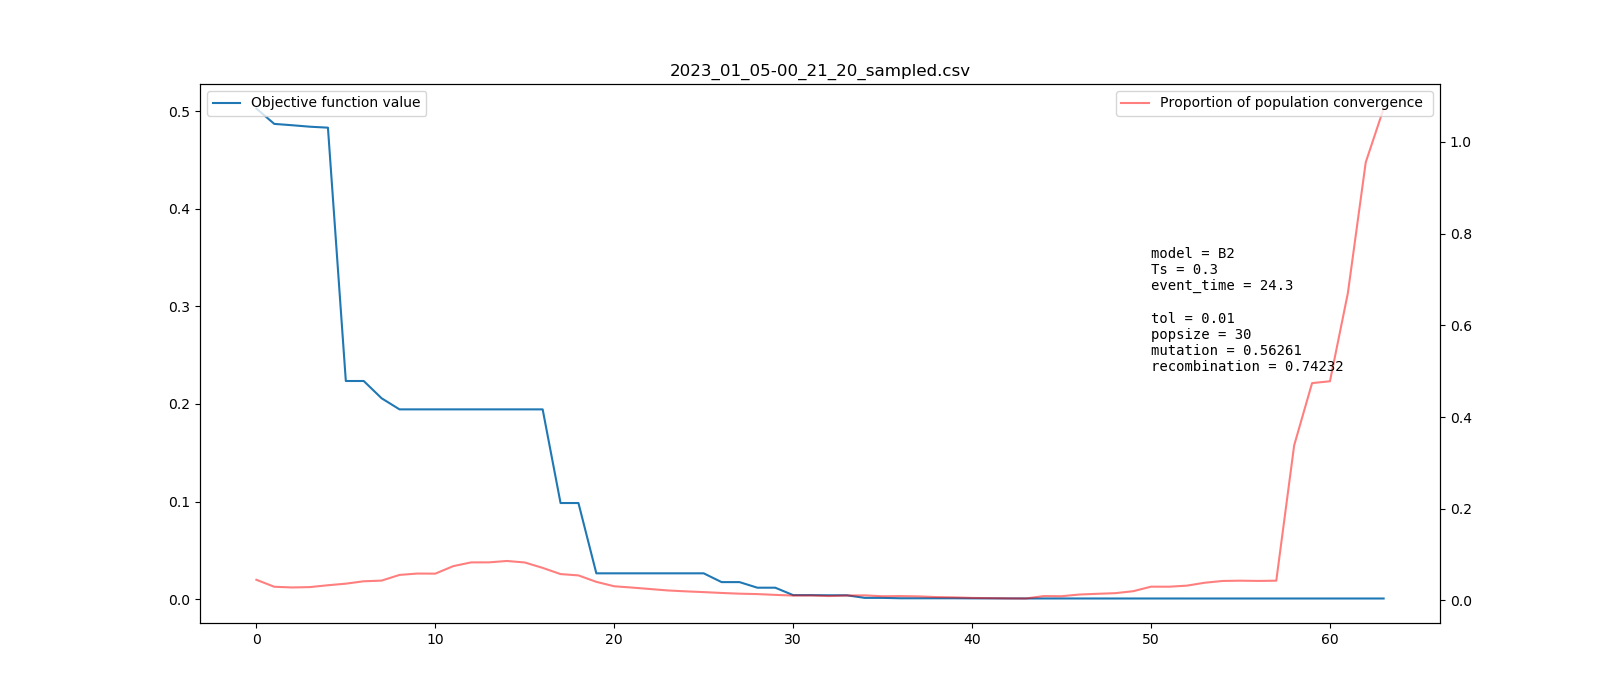 2023_01_05-00_21_20_sampled.csv
Objective function value
Proportion of population convergence
0.5
0.4
0.3
0.2
0.1
0.0
1.0
0.8
0.6
0.4
0.2
0.0
model = B2
Ts = 0.3
event_time = 24.3
tol = 0.01
popsize = 30
mutation = 0.56261
recombination = 0.74232
0 10 20 30 40 50 60